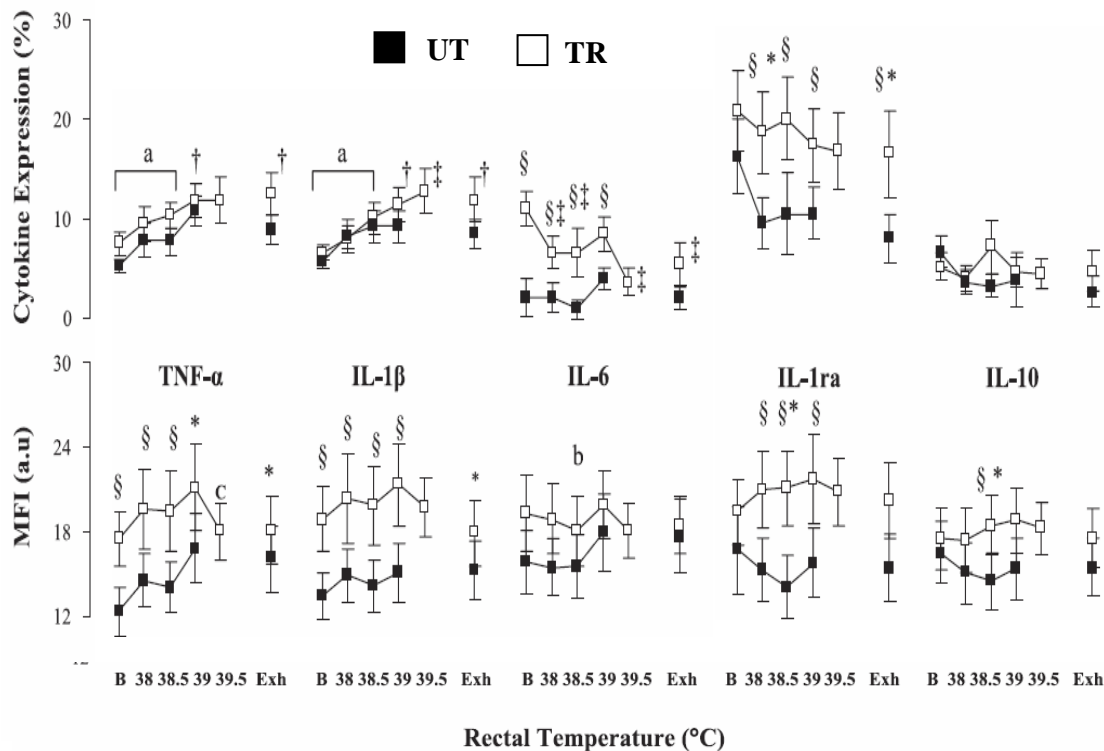 Cytokine Expression (%)
30
20
10
0
UT TR
a † †
a † ‡ †
§ §‡ §‡ § ‡ ‡
§ * § § § *
TNF-α IL-1β IL-6 IL-1ra IL-10
MFI (a.u)
30
24
18
12
§ § § * c *
§ § § § *
b
§ § * §
§ *
B 38 38.5 39 39.5 Exh B 38 38.5 39 39.5 Exh B 38 38.5 39 39.5 Exh B 38 38.5 39 39.5 Exh B 38 38.5 39 39.5 Exh
Rectal Temperature (°C)